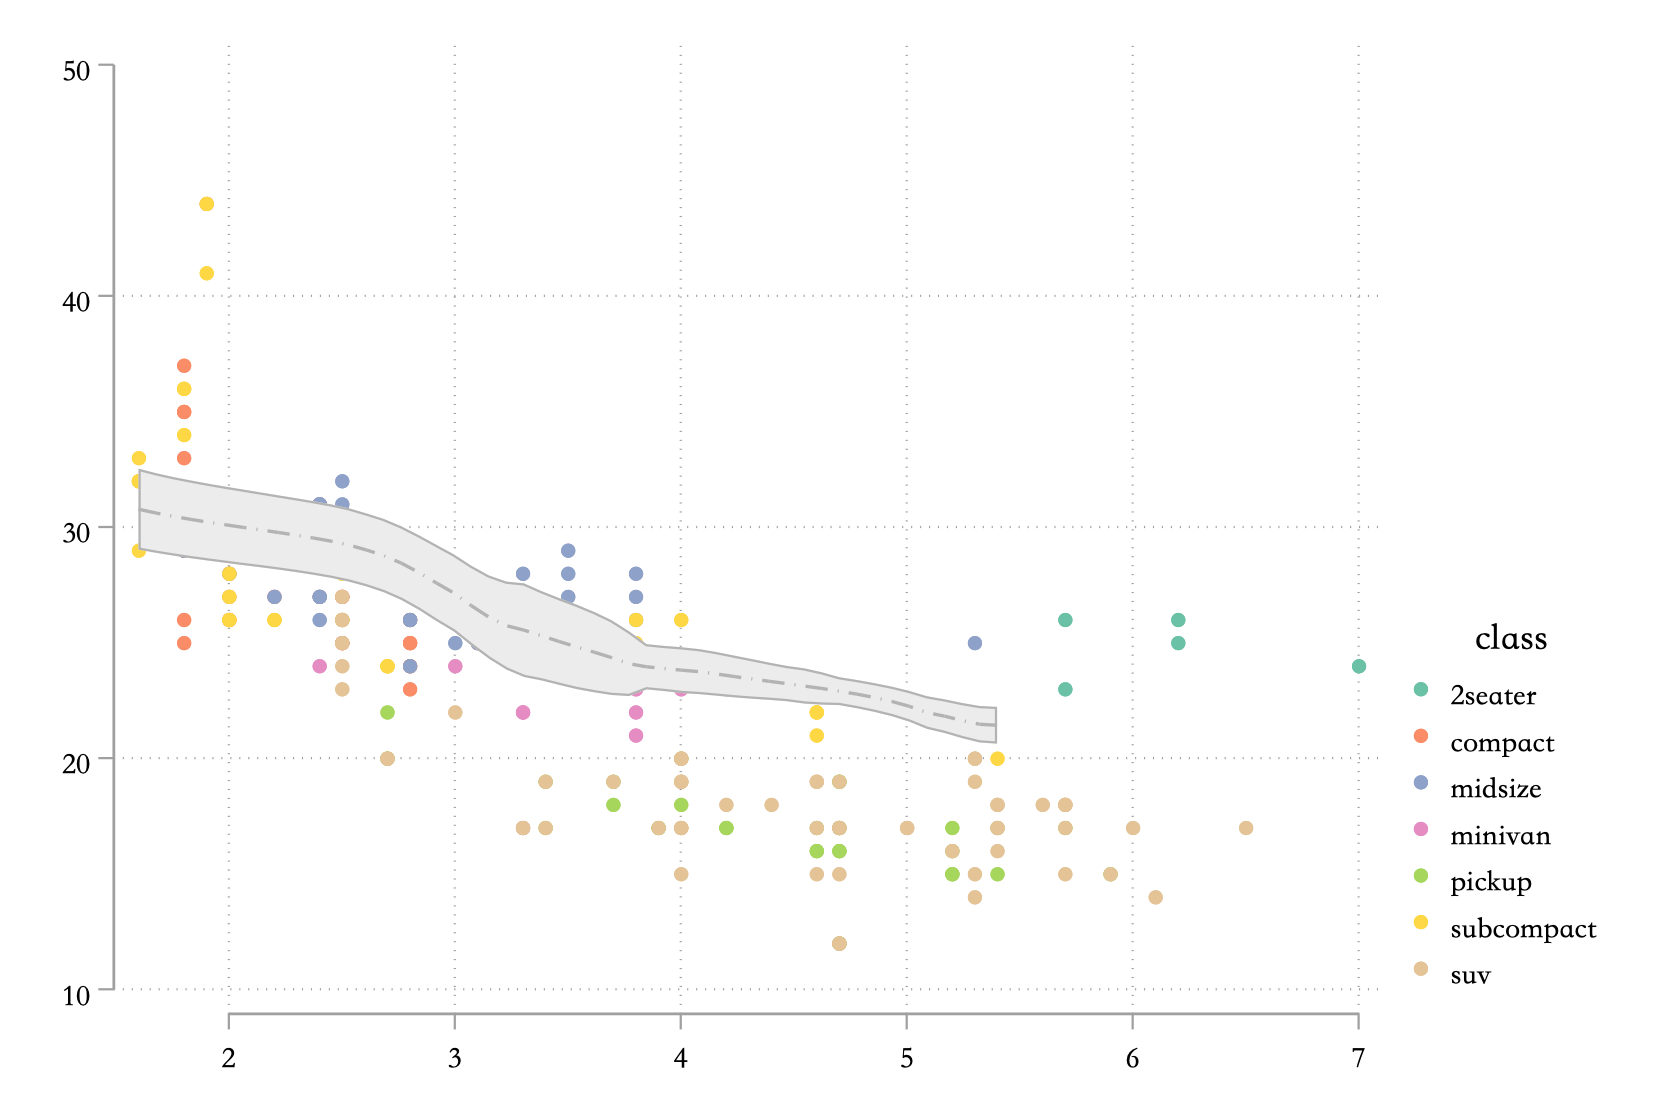 50
40
30
20
10
2 3 4 5 6 7
class
2seater
compact
midsize
minivan
pickup
subcompact
suv